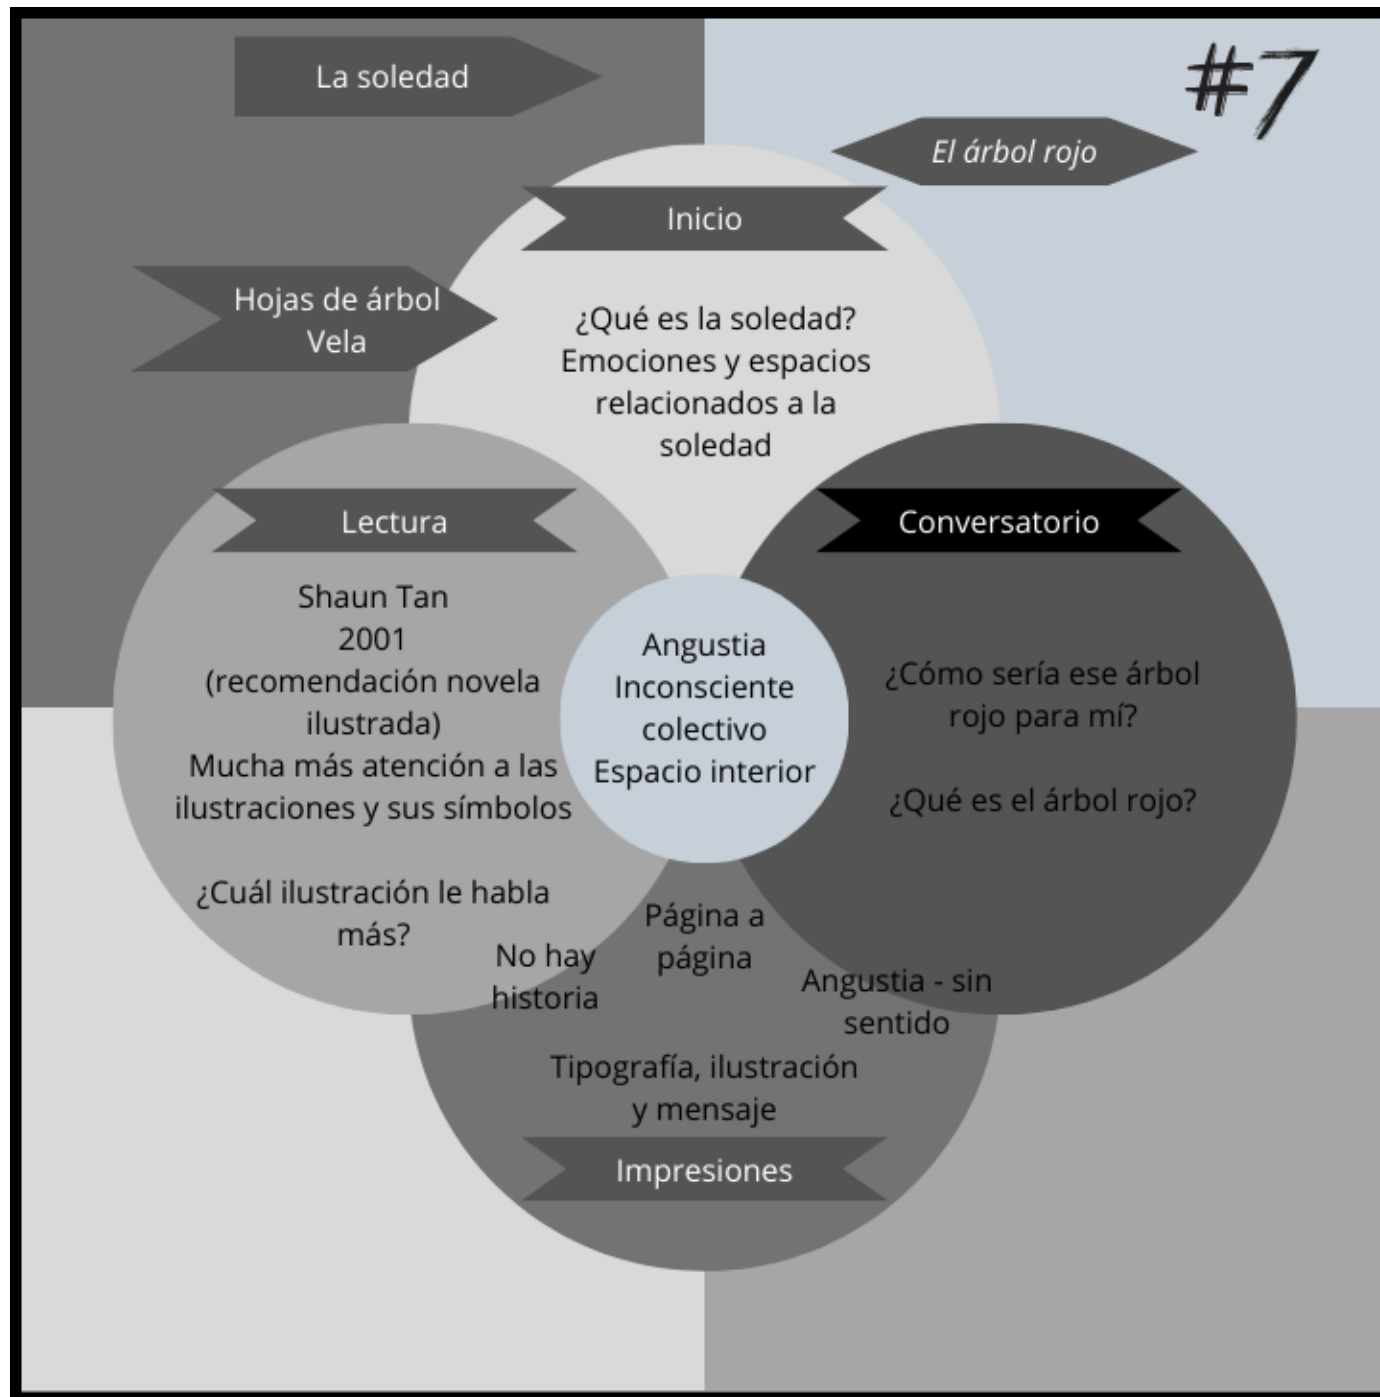 La soledad
#7
El árbol rojo
Inicio
Hojas de árbol
Vela
¿Qué es la soledad?
Emociones y espacios
relacionados a la
soledad
Lectura
Shaun Tan
2001
(recomendación novela
ilustrada)
Mucha más atención a las
ilustraciones y sus símbolos
¿Cuál ilustración le habla
más?
Angustia
Inconsciente
colectivo
Espacio interior
Conversatorio
¿Cómo sería ese árbol
rojo para mí?
¿Qué es el árbol rojo?
No hay
historia
Página a
página
Angustia - sin
sentido
Tipografía, ilustración
y mensaje
Impresiones